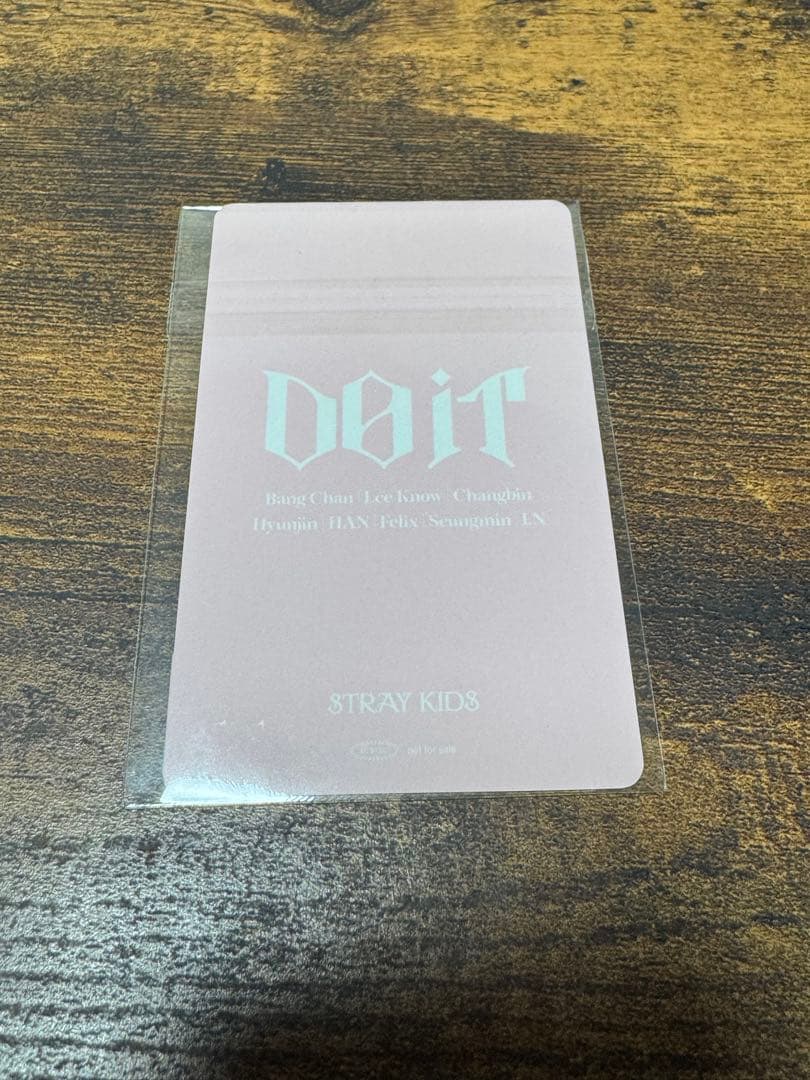 DO iT
Bang Chan Lee Know Changbin
Hyunjin HAN Felix Seungmin I.N
STRAY KIDS
not for sale